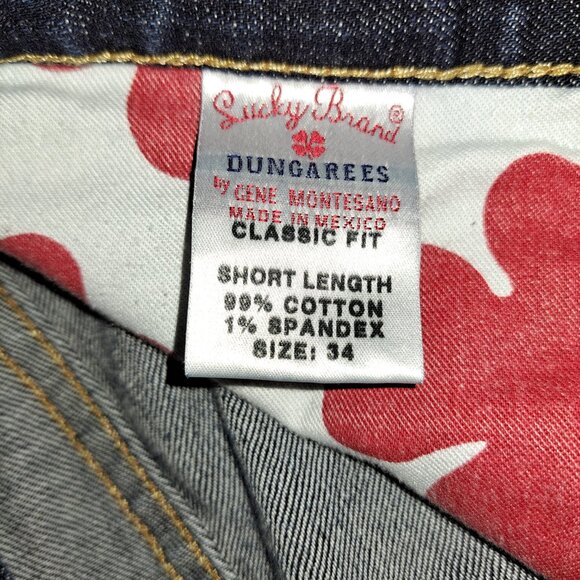 Lucky Brand®
DUNGAREES
by GENE MONTESANO
MADE IN MEXICO
CLASSIC FIT
SHORT LENGTH
99% COTTON
1% SPANDEX
SIZE: 34